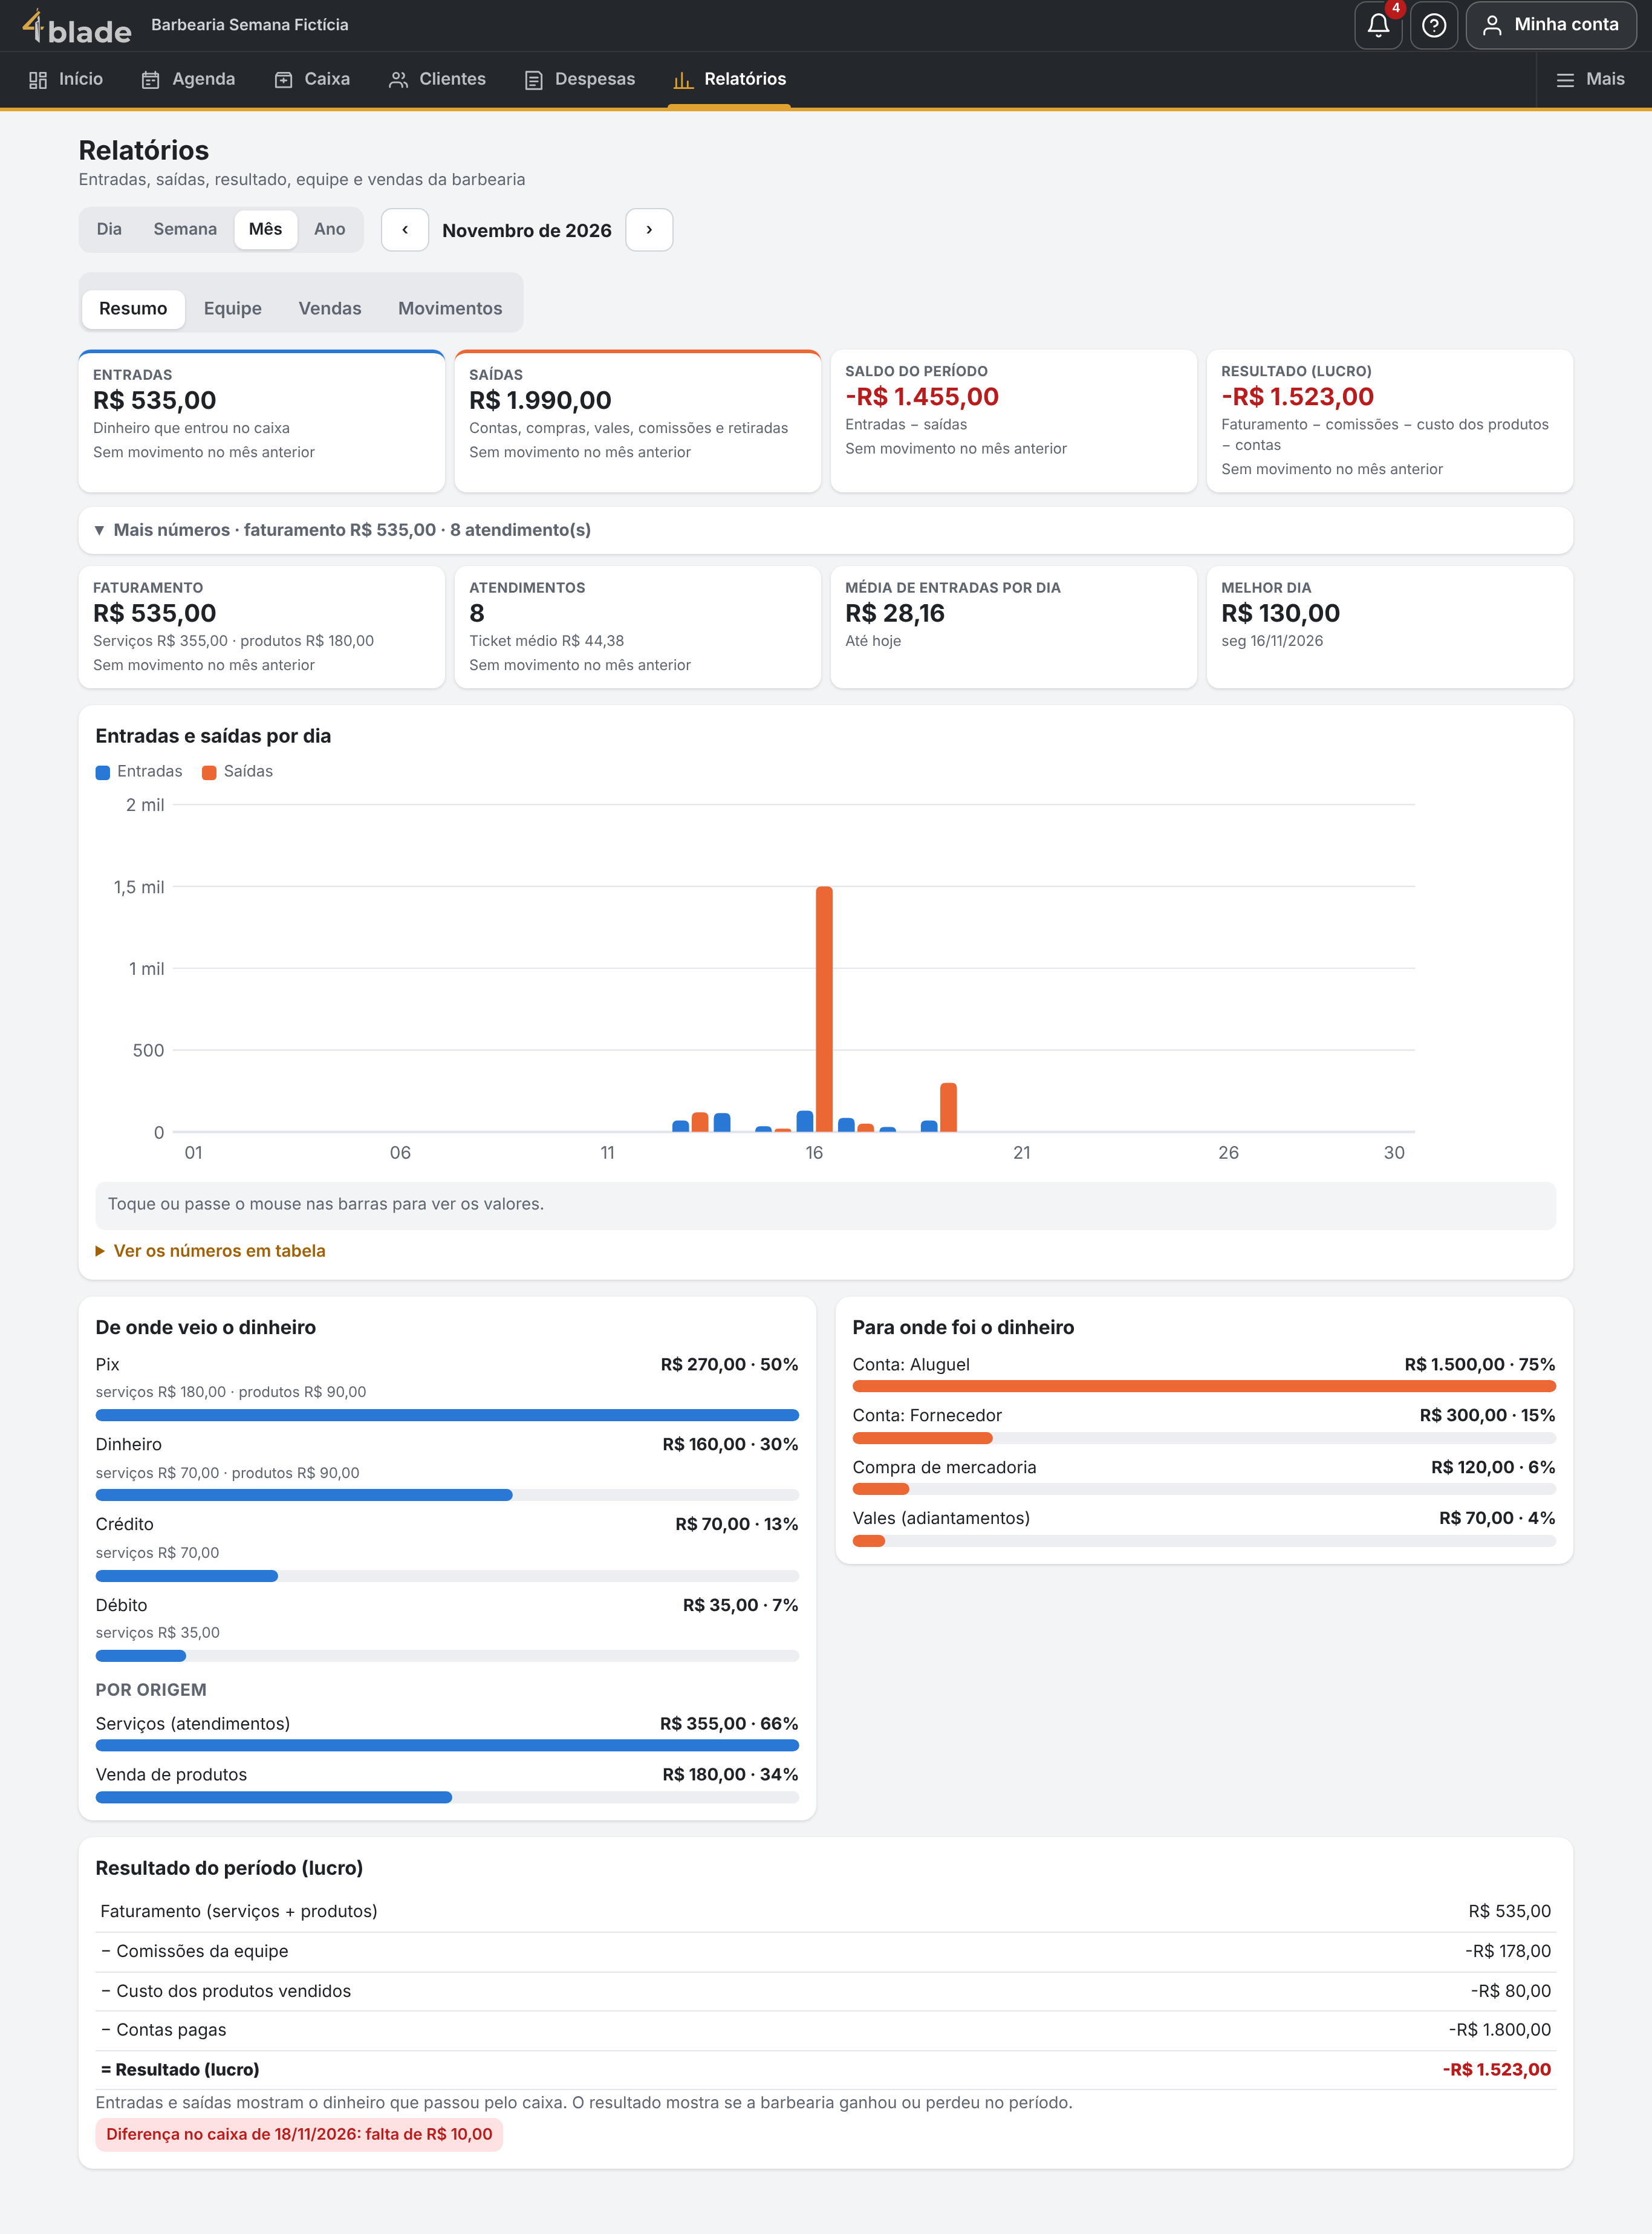 4blade
Barbearia Semana Fictícia
4
Minha conta
Início
Agenda
Caixa
Clientes
Despesas
Relatórios
Mais
Relatórios
Entradas, saídas, resultado, equipe e vendas da barbearia
Dia
Semana
Mês
Ano
‹
Novembro de 2026
›
Resumo
Equipe
Vendas
Movimentos
ENTRADAS
R$ 535,00
Dinheiro que entrou no caixa
Sem movimento no mês anterior
SAÍDAS
R$ 1.990,00
Contas, compras, vales, comissões e retiradas
Sem movimento no mês anterior
SALDO DO PERÍODO
-R$ 1.455,00
Entradas − saídas
Sem movimento no mês anterior
RESULTADO (LUCRO)
-R$ 1.523,00
Faturamento − comissões − custo dos produtos
− contas
Sem movimento no mês anterior
▼ Mais números · faturamento R$ 535,00 · 8 atendimento(s)
FATURAMENTO
R$ 535,00
Serviços R$ 355,00 · produtos R$ 180,00
Sem movimento no mês anterior
ATENDIMENTOS
8
Ticket médio R$ 44,38
Sem movimento no mês anterior
MÉDIA DE ENTRADAS POR DIA
R$ 28,16
Até hoje
MELHOR DIA
R$ 130,00
seg 16/11/2026
Entradas e saídas por dia
Entradas
Saídas
2 mil
1,5 mil
1 mil
500
0
01
06
11
16
21
26
30
Toque ou passe o mouse nas barras para ver os valores.
▶ Ver os números em tabela
De onde veio o dinheiro
Pix R$ 270,00 · 50%
serviços R$ 180,00 · produtos R$ 90,00
Dinheiro R$ 160,00 · 30%
serviços R$ 70,00 · produtos R$ 90,00
Crédito R$ 70,00 · 13%
serviços R$ 70,00
Débito R$ 35,00 · 7%
serviços R$ 35,00
POR ORIGEM
Serviços (atendimentos) R$ 355,00 · 66%
Venda de produtos R$ 180,00 · 34%
Para onde foi o dinheiro
Conta: Aluguel R$ 1.500,00 · 75%
Conta: Fornecedor R$ 300,00 · 15%
Compra de mercadoria R$ 120,00 · 6%
Vales (adiantamentos) R$ 70,00 · 4%
Resultado do período (lucro)
Faturamento (serviços + produtos) R$ 535,00
− Comissões da equipe -R$ 178,00
− Custo dos produtos vendidos -R$ 80,00
− Contas pagas -R$ 1.800,00
= Resultado (lucro) -R$ 1.523,00
Entradas e saídas mostram o dinheiro que passou pelo caixa. O resultado mostra se a barbearia ganhou ou perdeu no período.
Diferença no caixa de 18/11/2026: falta de R$ 10,00